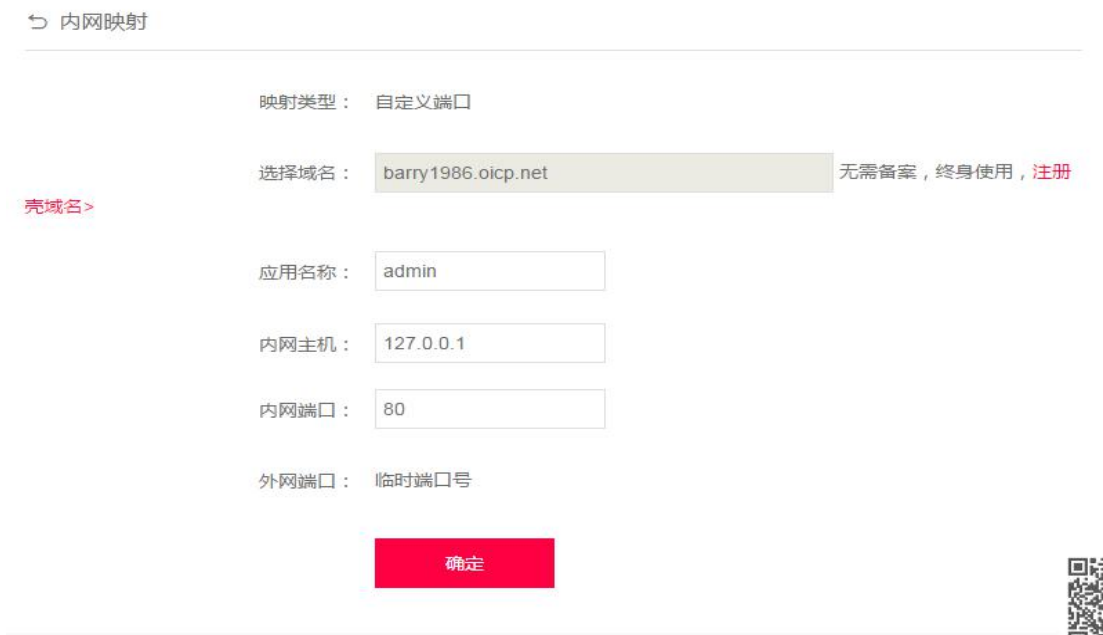 内网映射
映射类型： 自定义端口
选择域名： barry1986.oicp.net 无需备案，终身使用，注册
壳域名>
应用名称： admin
内网主机： 127.0.0.1
内网端口： 80
外网端口： 临时端口号
确定